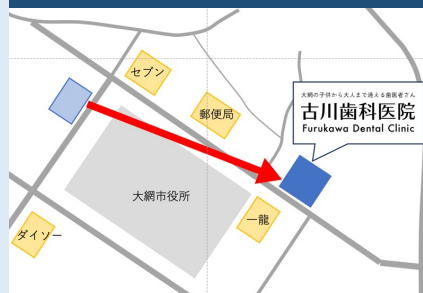 セブン
大網の子供から大人まで通える歯医者さん
古川歯科医院
Furukawa Dental Clinic
郵便局
大網市役所
一龍
ダイソー